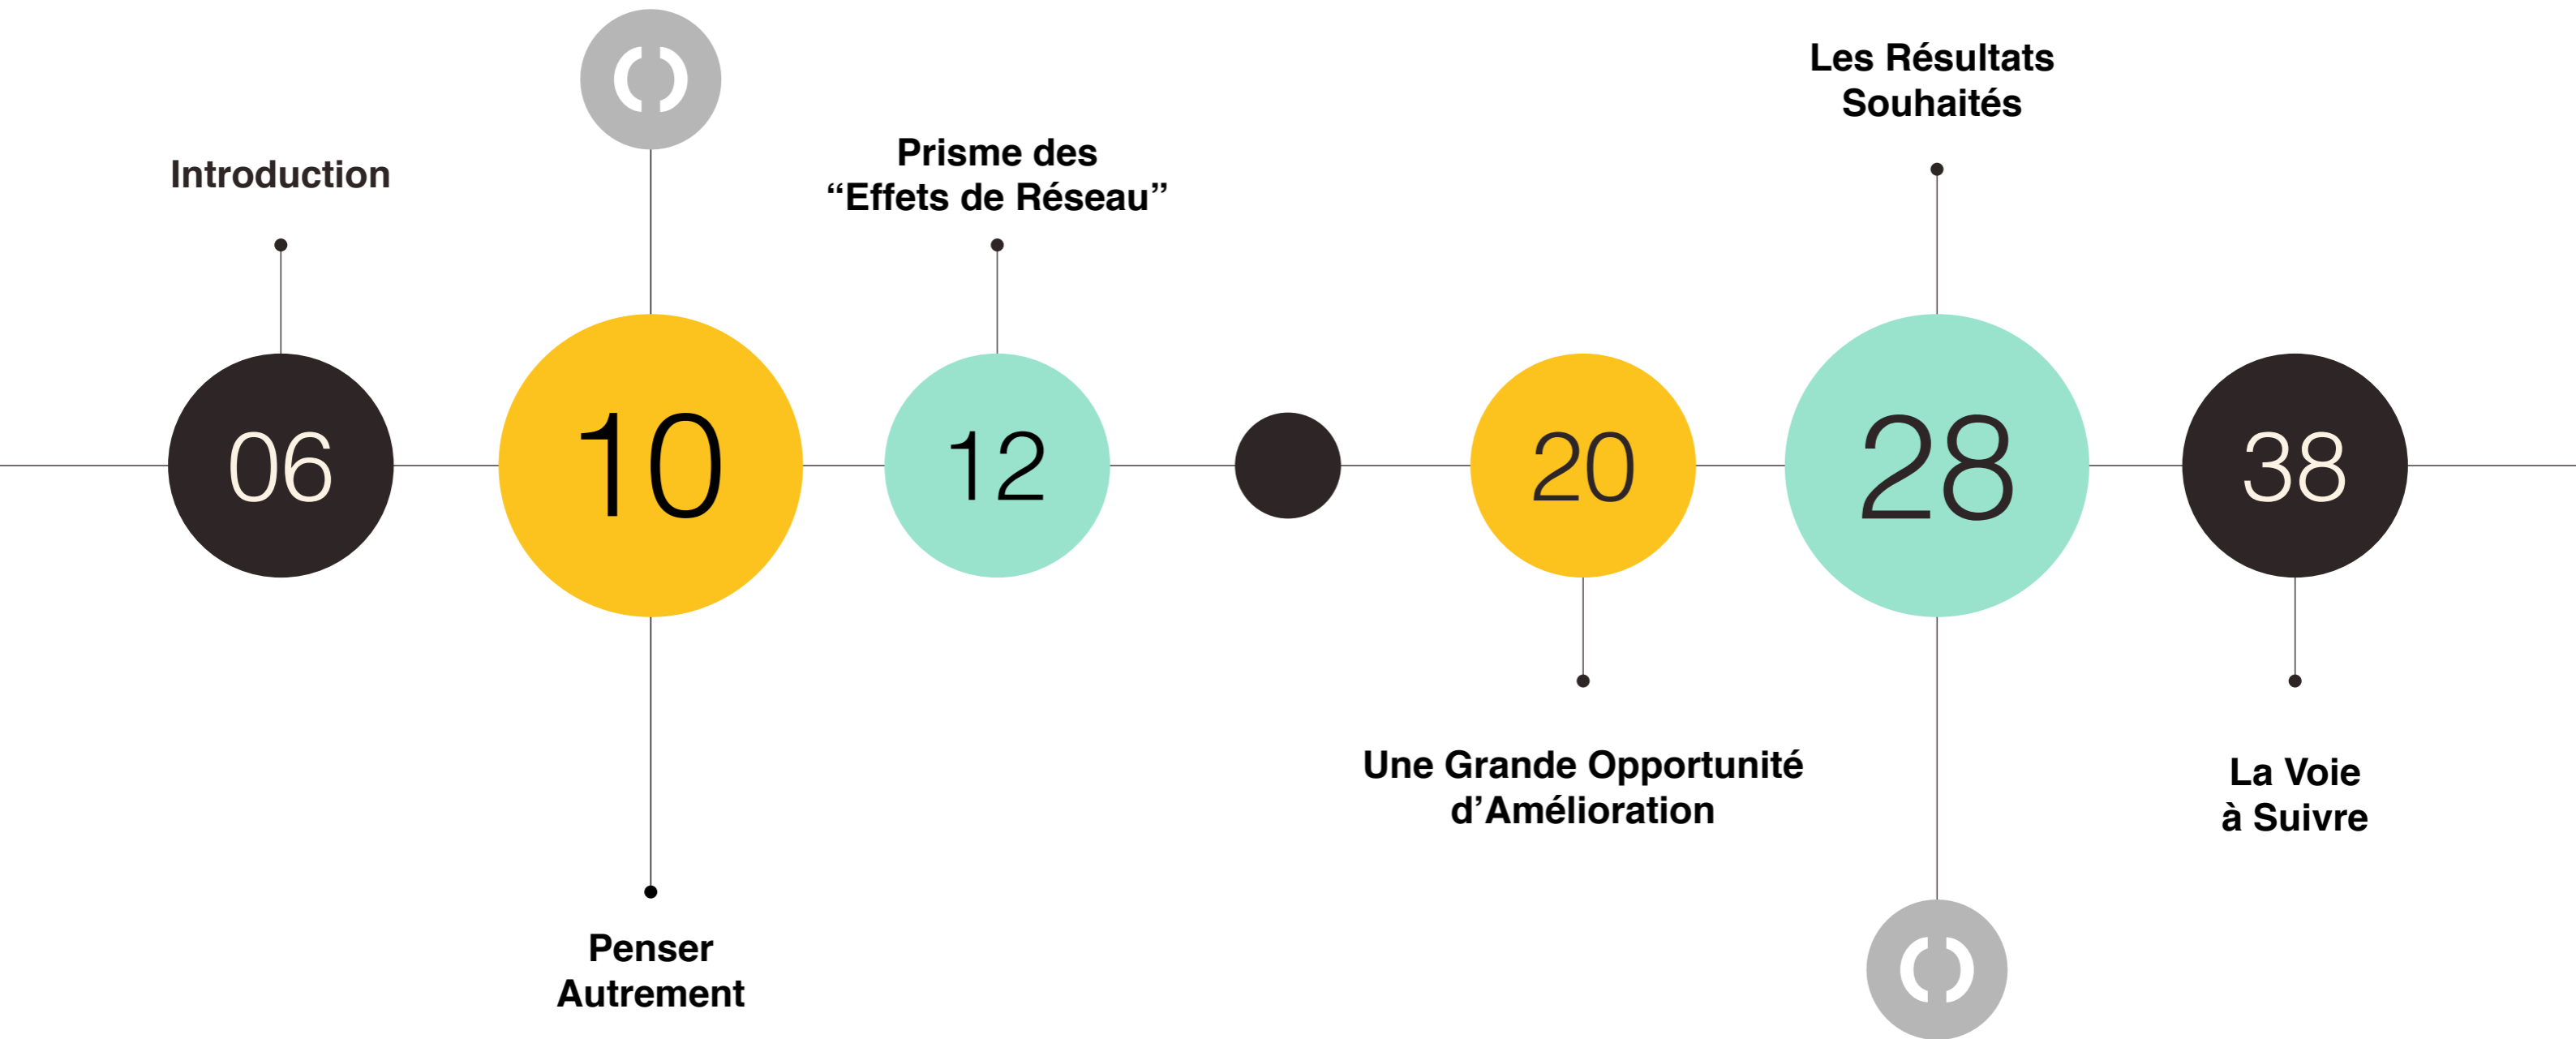 Introduction
06
10
Penser
Autrement
Prisme des
“Effets de Réseau”
12
20
Une Grande Opportunité
d’Amélioration
Les Résultats
Souhaités
28
38
La Voie
à Suivre